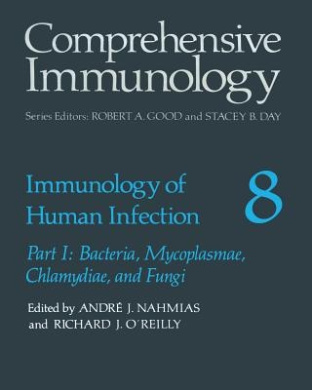 Comprehensive
Immunology
Series Editors: ROBERT A. GOOD and STACEY B. DAY
Immunology of
Human Infection
8
Part I: Bacteria, Mycoplasmae,
Chlamydiae, and Fungi
Edited by ANDRÉ J. NAHMIAS
and RICHARD J. O'REILLY